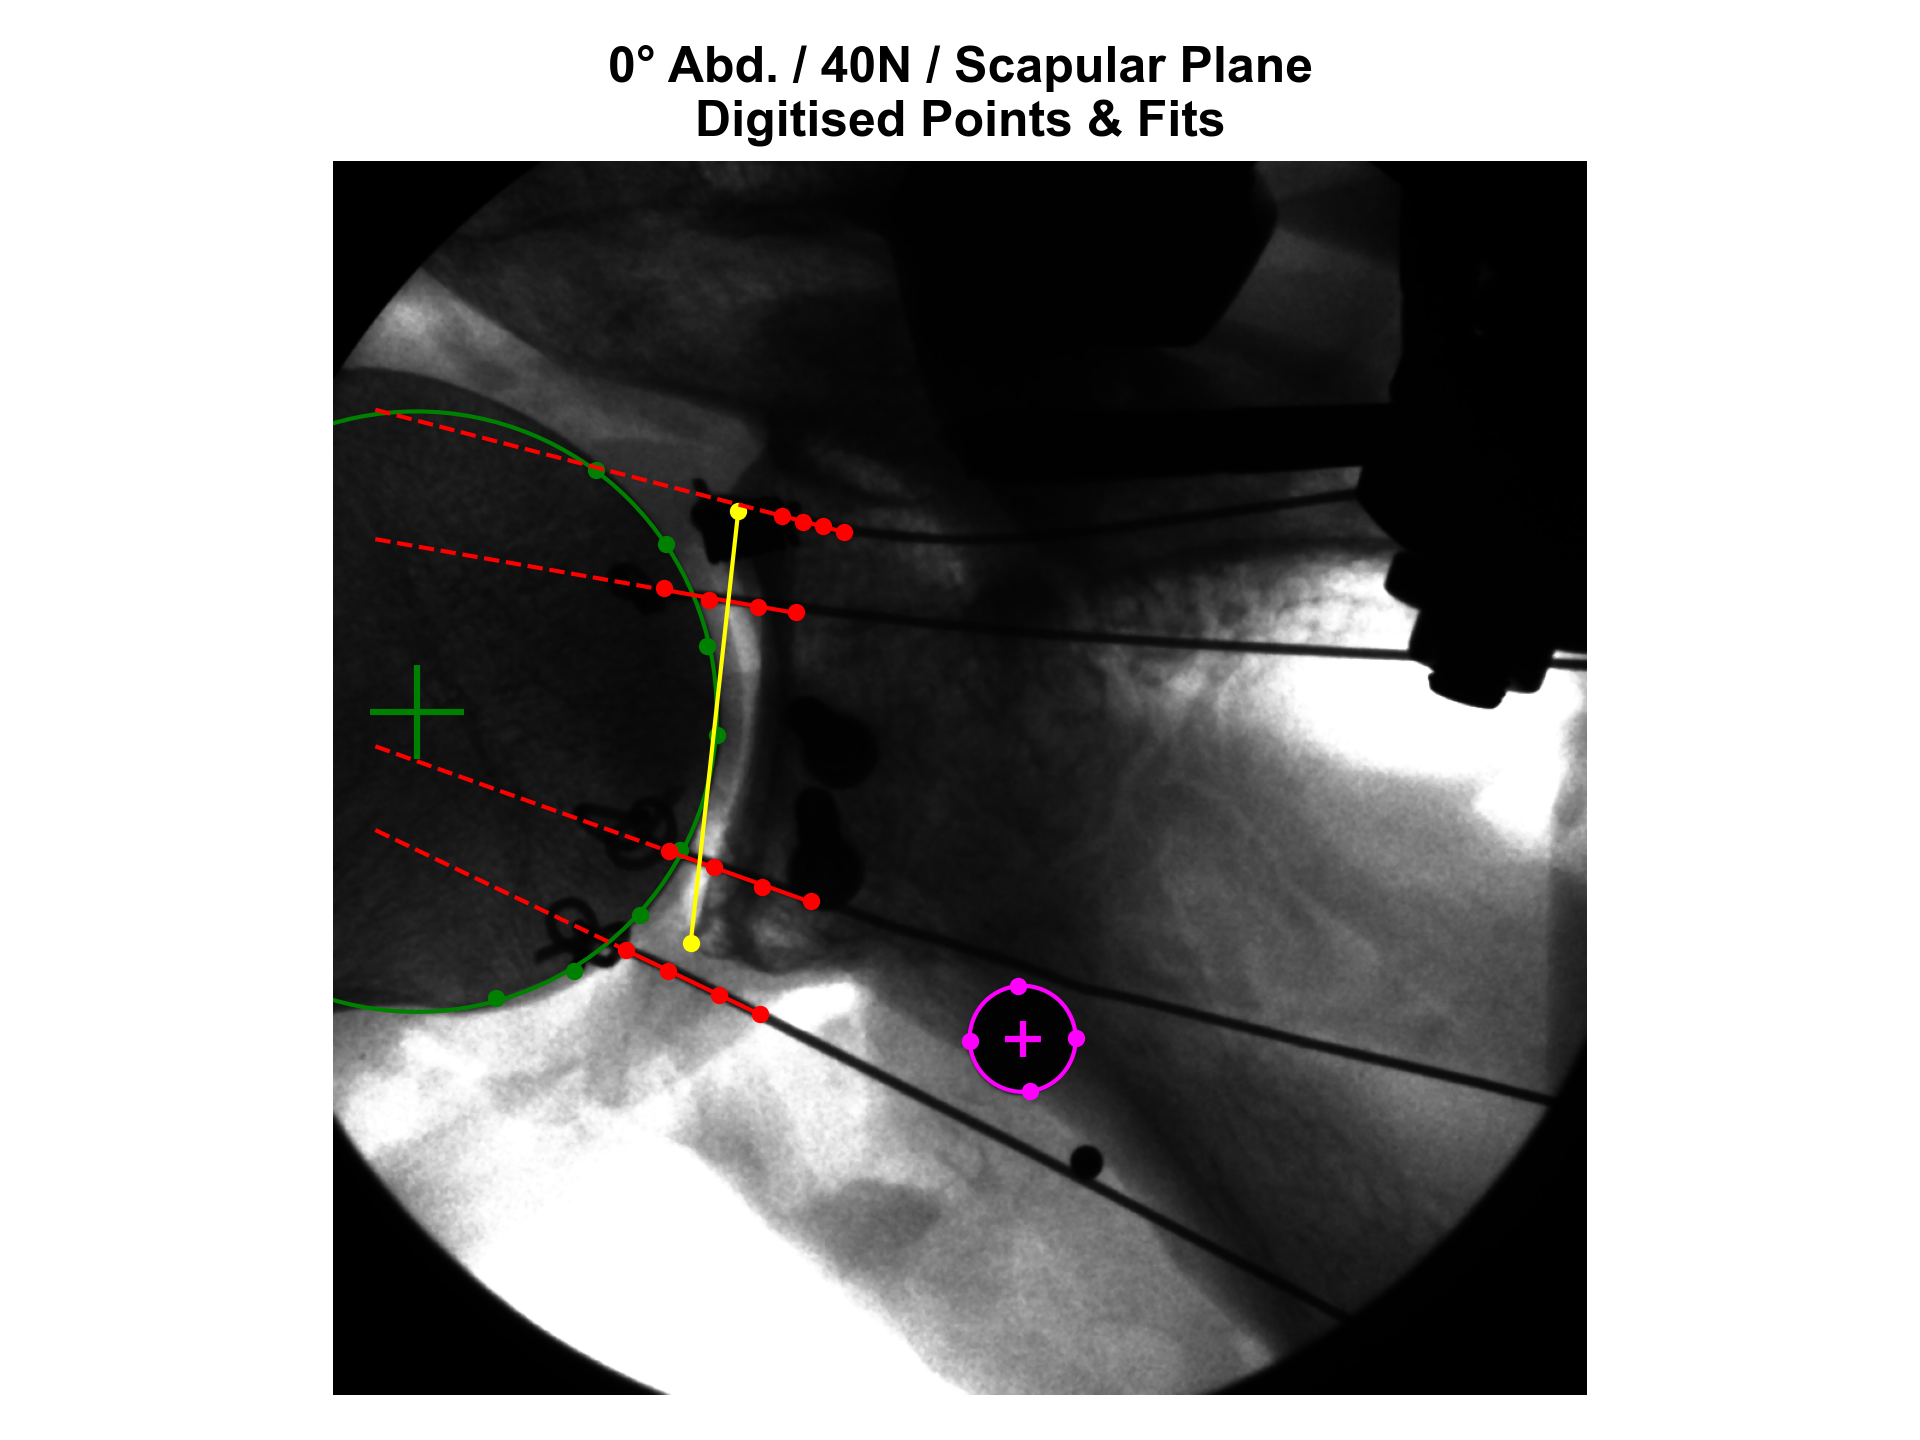 0° Abd. / 40N / Scapular Plane
Digitised Points & Fits